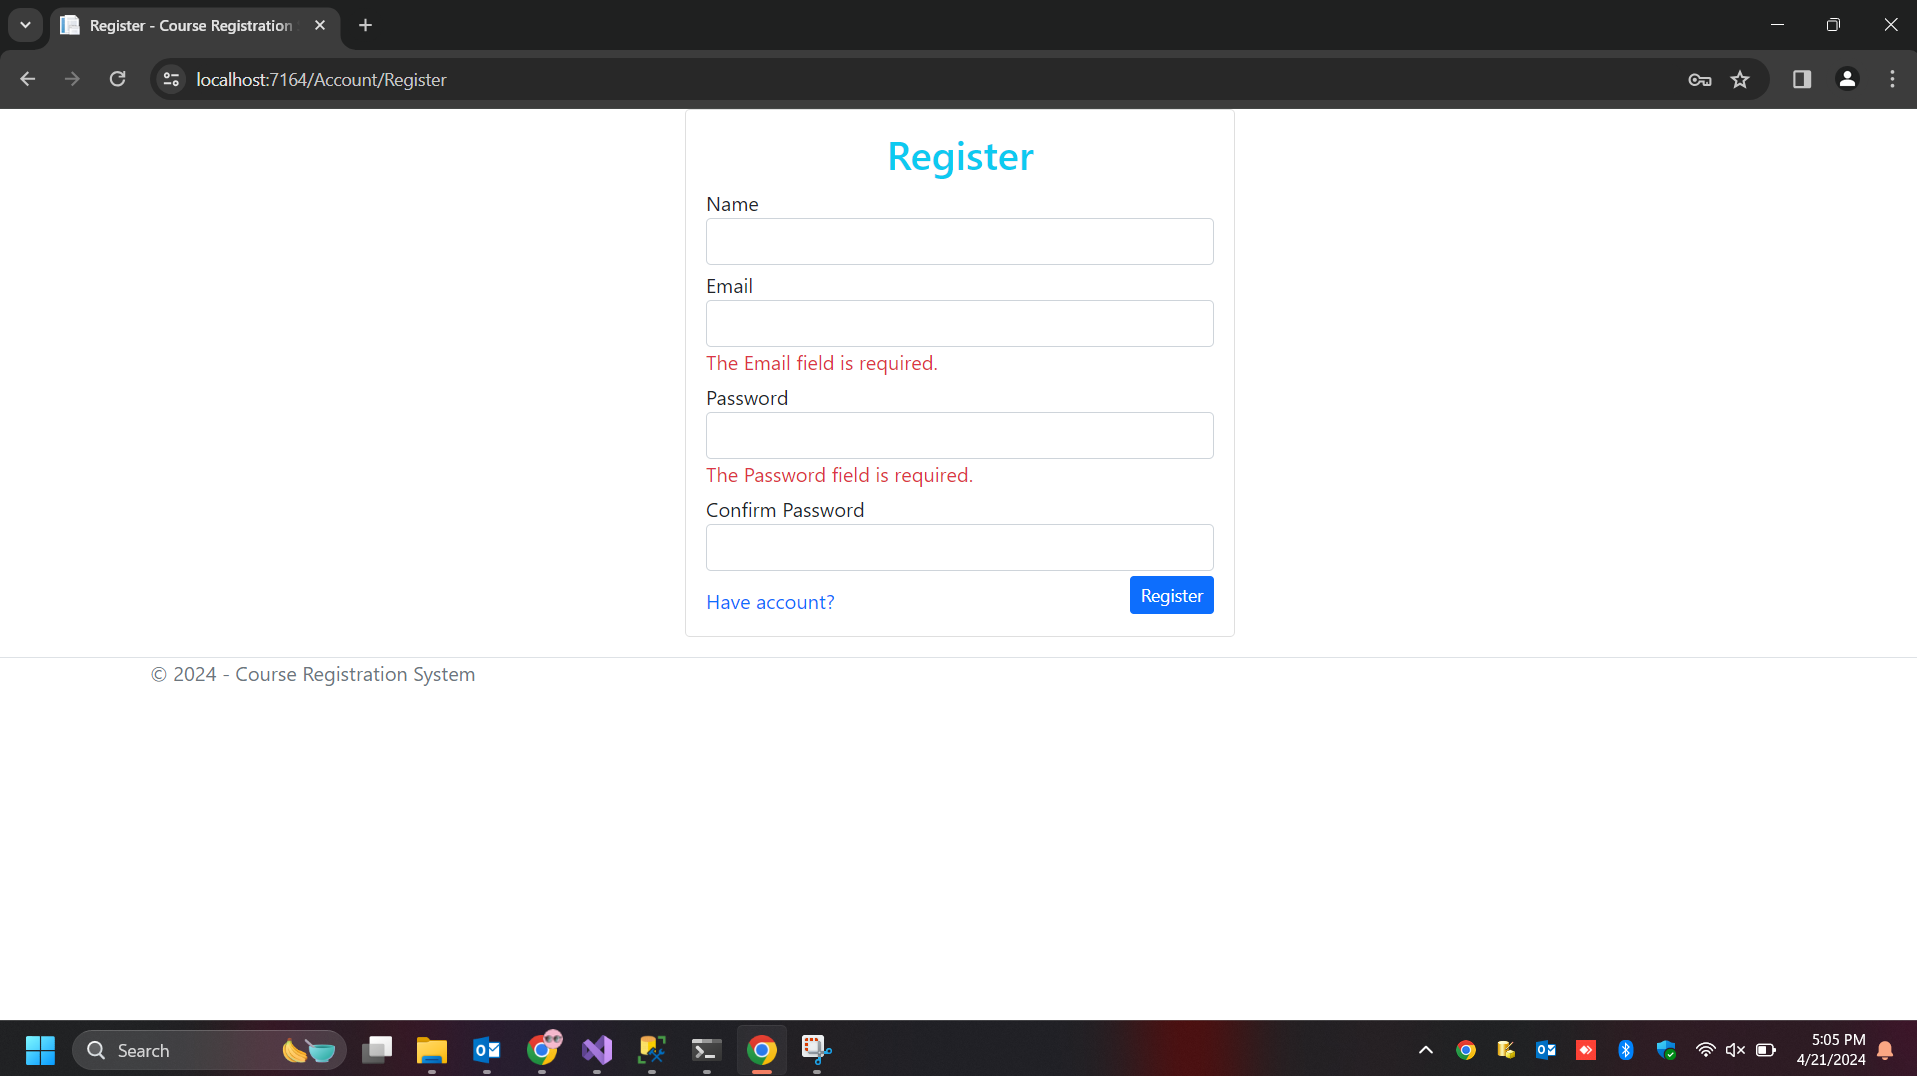 Register - Course Registration
localhost:7164/Account/Register
Register
Name
Email
The Email field is required.
Password
The Password field is required.
Confirm Password
Have account?
Register
© 2024 - Course Registration System
Search
5:05 PM
4/21/2024